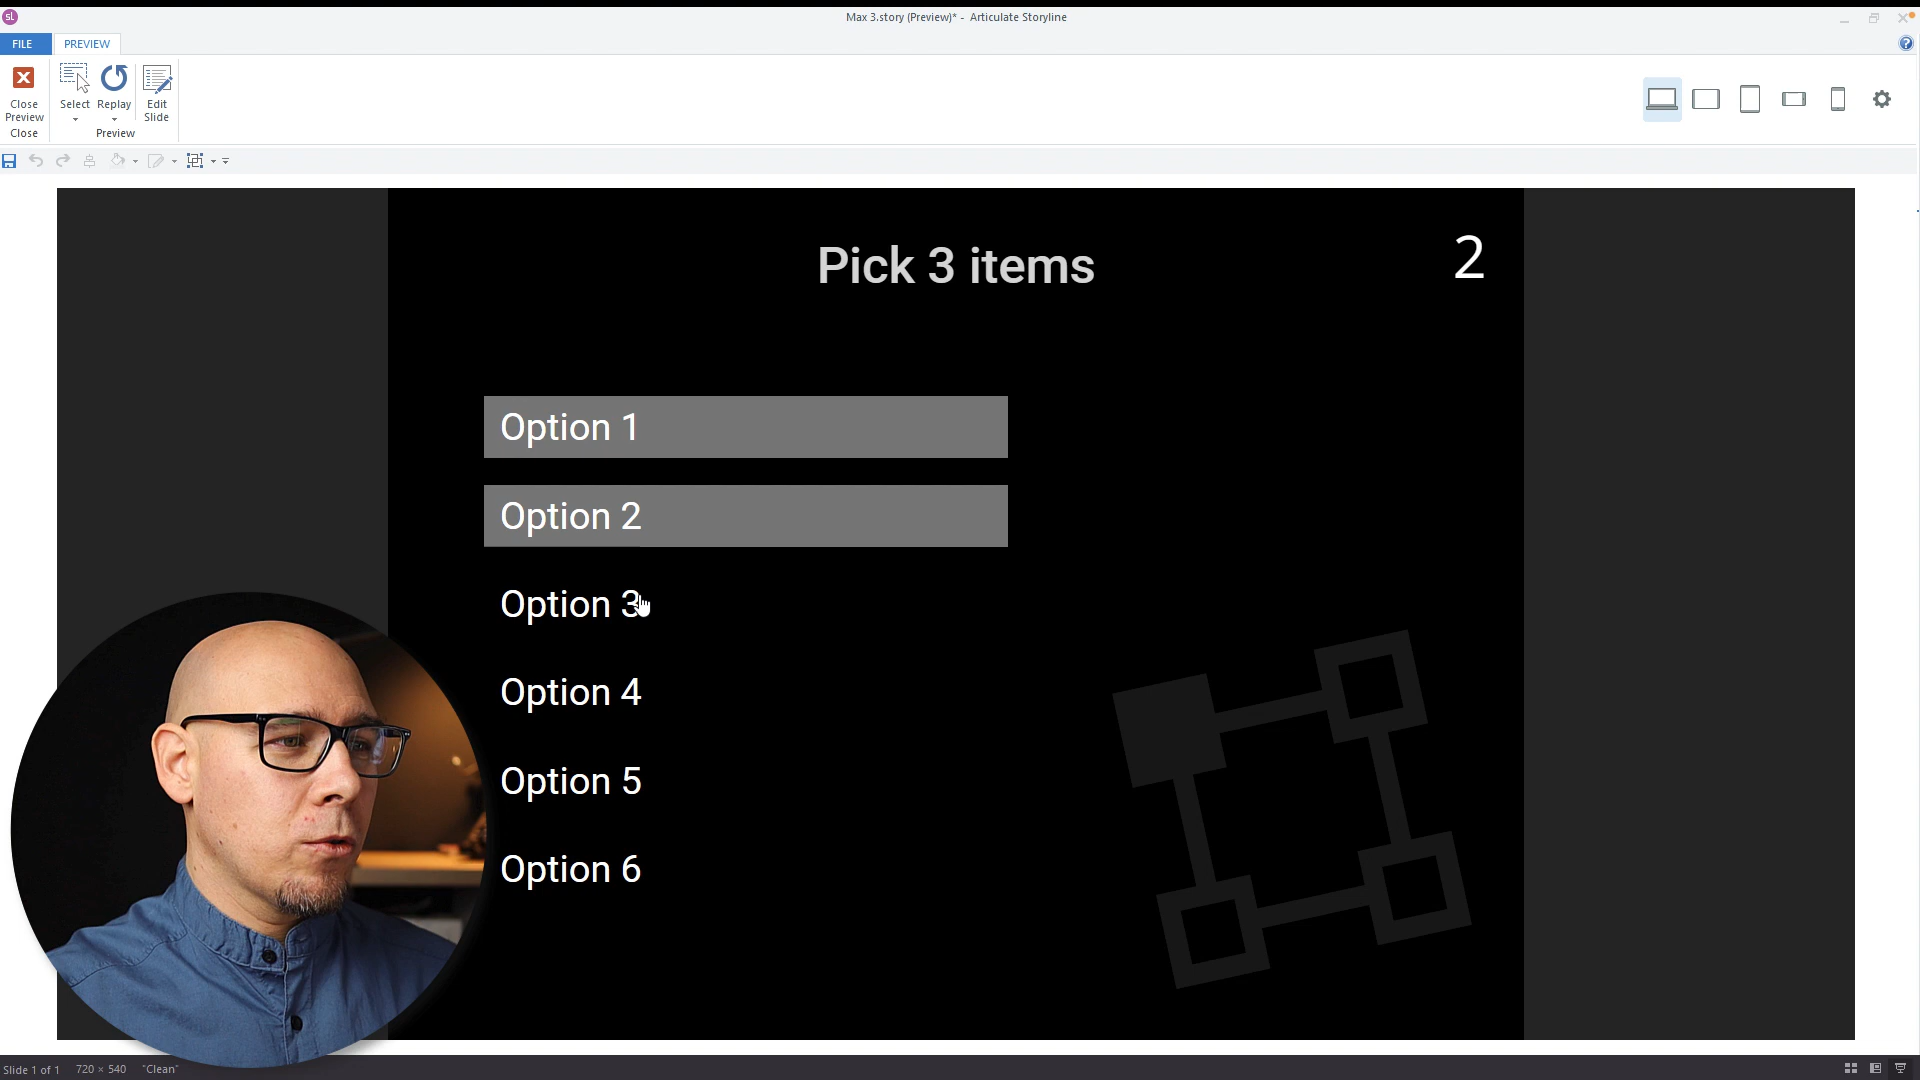 sl
Max 3.story (Preview)* - Articulate Storyline
FILE
PREVIEW
?
Close Preview
Select
Replay
Edit Slide
Close
Preview
Pick 3 items
2
Option 1
Option 2
Option 3
Option 4
Option 5
Option 6
Slide 1 of 1
720 × 540
"Clean"